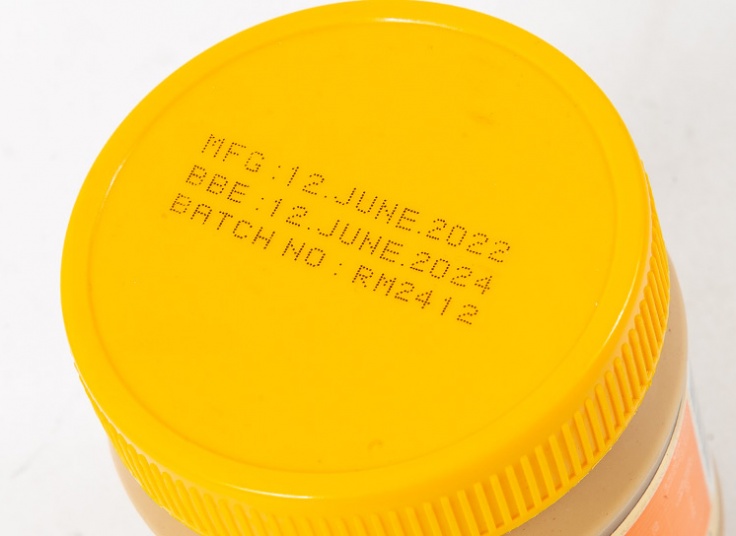 MFG :12.JUNE.2022
BBE :12.JUNE.2024
BATCH NO : RM2412